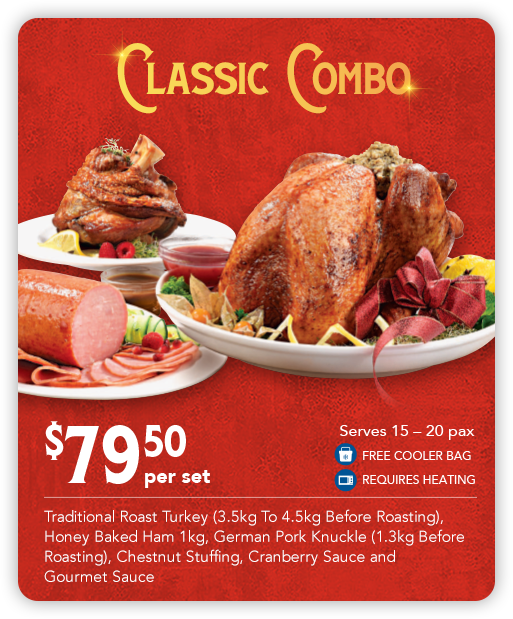 CLASSIC COMBO
$79.50
per set
Serves 15 – 20 pax
FREE COOLER BAG
REQUIRES HEATING
Traditional Roast Turkey (3.5kg To 4.5kg Before Roasting),
Honey Baked Ham 1kg, German Pork Knuckle (1.3kg Before
Roasting), Chestnut Stuffing, Cranberry Sauce and
Gourmet Sauce